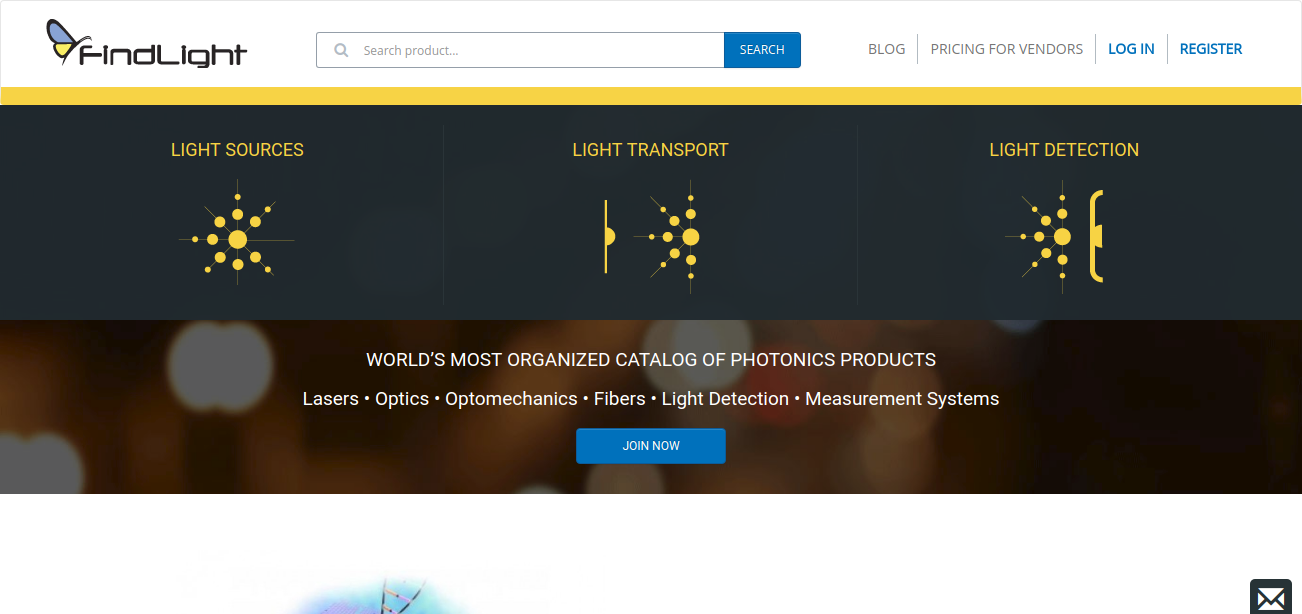 FindLight
Search product...
SEARCH
BLOG
PRICING FOR VENDORS
LOG IN
REGISTER
LIGHT SOURCES
LIGHT TRANSPORT
LIGHT DETECTION
WORLD’S MOST ORGANIZED CATALOG OF PHOTONICS PRODUCTS
Lasers • Optics • Optomechanics • Fibers • Light Detection • Measurement Systems
JOIN NOW